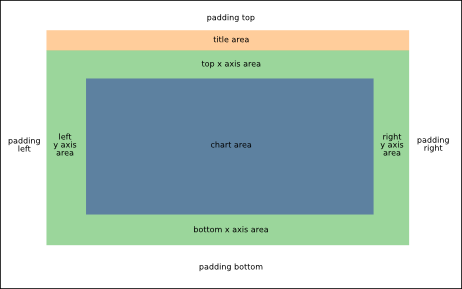 padding top
title area
top x axis area
padding
left
left
y axis
area
chart area
right
y axis
area
padding
right
bottom x axis area
padding bottom